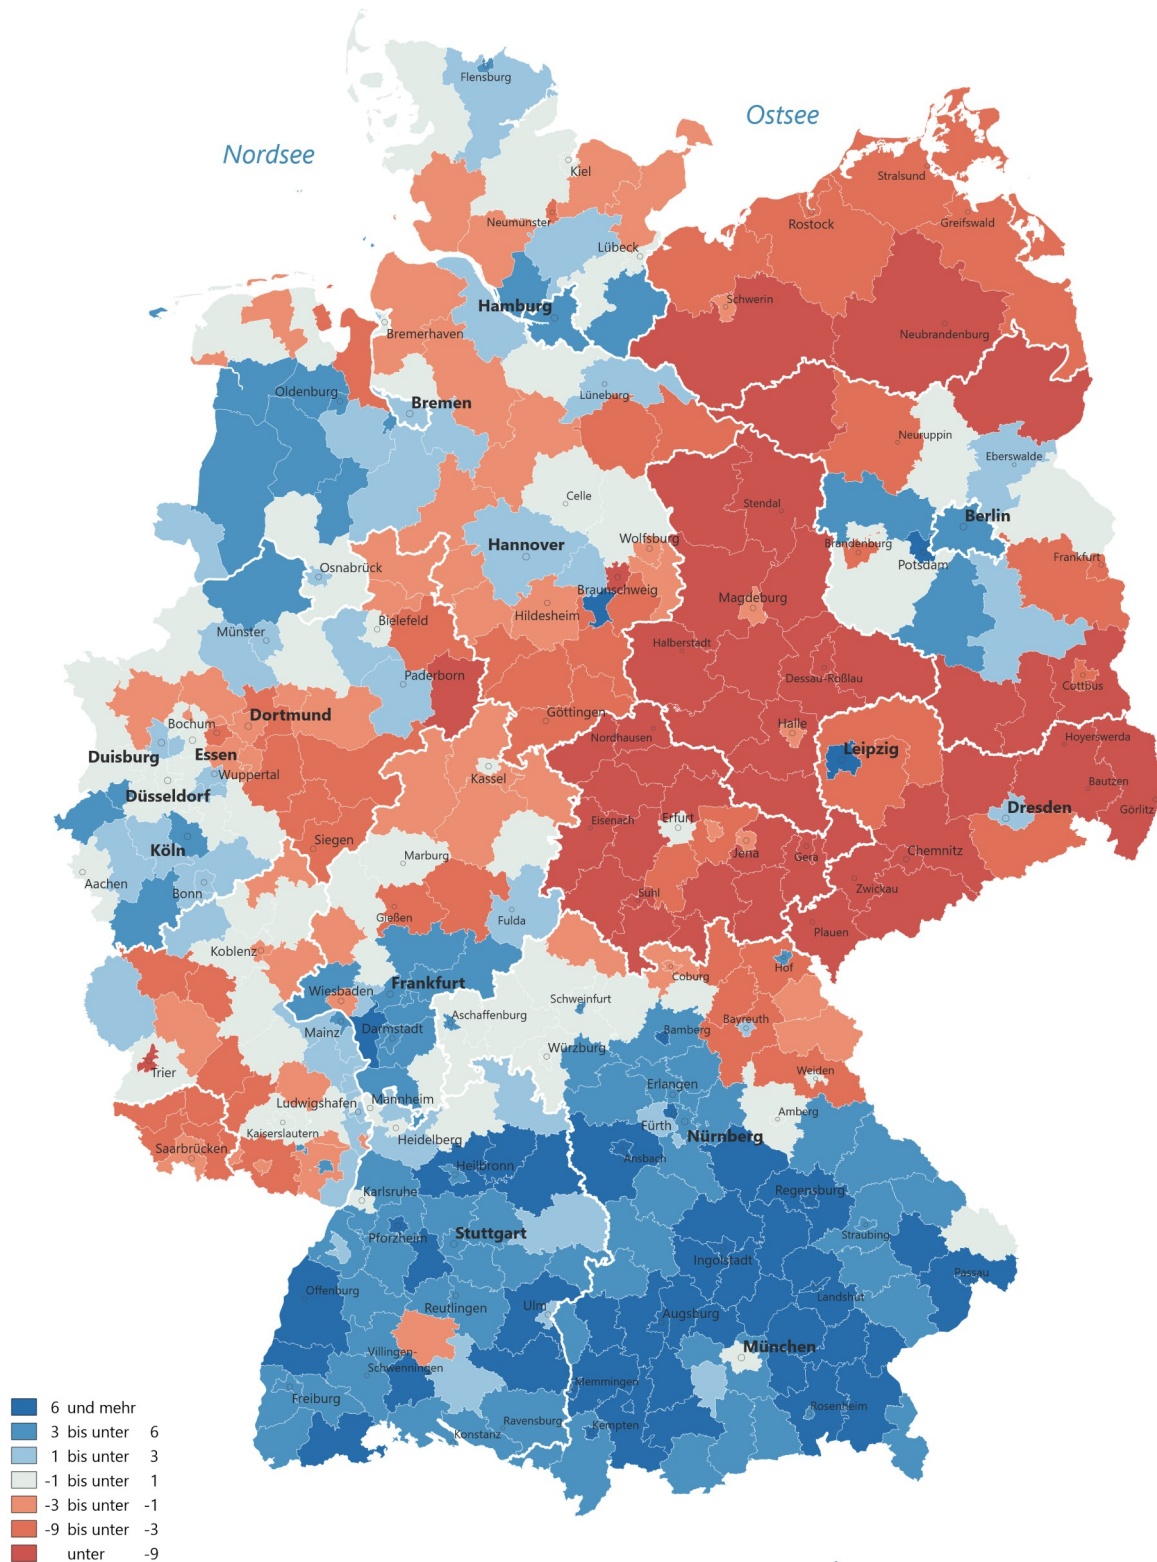 Flensburg
Ostsee
Nordsee
Kiel
Stralsund
Neumünster
Rostock
Greifswald
Lübeck
Hamburg
Schwerin
Bremerhaven
Neubrandenburg
Oldenburg
Lüneburg
Bremen
Neuruppin
Eberswalde
Celle
Stendal
Berlin
Hannover
Wolfsburg
Brandenburg
Frankfurt
Osnabrück
Potsdam
Braunschweig
Magdeburg
Hildesheim
Bielefeld
Münster
Halberstadt
Paderborn
Dessau-Roßlau
Cottbus
Dortmund
Göttingen
Bochum
Halle
Nordhausen
Hoyerswerda
Duisburg
Essen
Leipzig
Wuppertal
Kassel
Bautzen
Düsseldorf
Dresden
Görlitz
Eisenach
Erfurt
Siegen
Köln
Marburg
Jena
Gera
Chemnitz
Aachen
Zwickau
Bonn
Suhl
Gießen
Fulda
Plauen
Koblenz
Hof
Coburg
Frankfurt
Wiesbaden
Schweinfurt
Aschaffenburg
Bayreuth
Mainz
Darmstadt
Bamberg
Würzburg
Trier
Weiden
Erlangen
Mannheim
Ludwigshafen
Amberg
Kaiserslautern
Fürth
Heidelberg
Nürnberg
Saarbrücken
Ansbach
Heilbronn
Karlsruhe
Regensburg
Stuttgart
Straubing
Pforzheim
Ingolstadt
Passau
Offenburg
Landshut
Reutlingen
Ulm
Augsburg
München
Villingen-
Schwenningen
Memmingen
Freiburg
Rosenheim
Ravensburg
Kempten
Konstanz
6 und mehr
3 bis unter 6
1 bis unter 3
-1 bis unter 1
-3 bis unter -1
-9 bis unter -3
unter -9